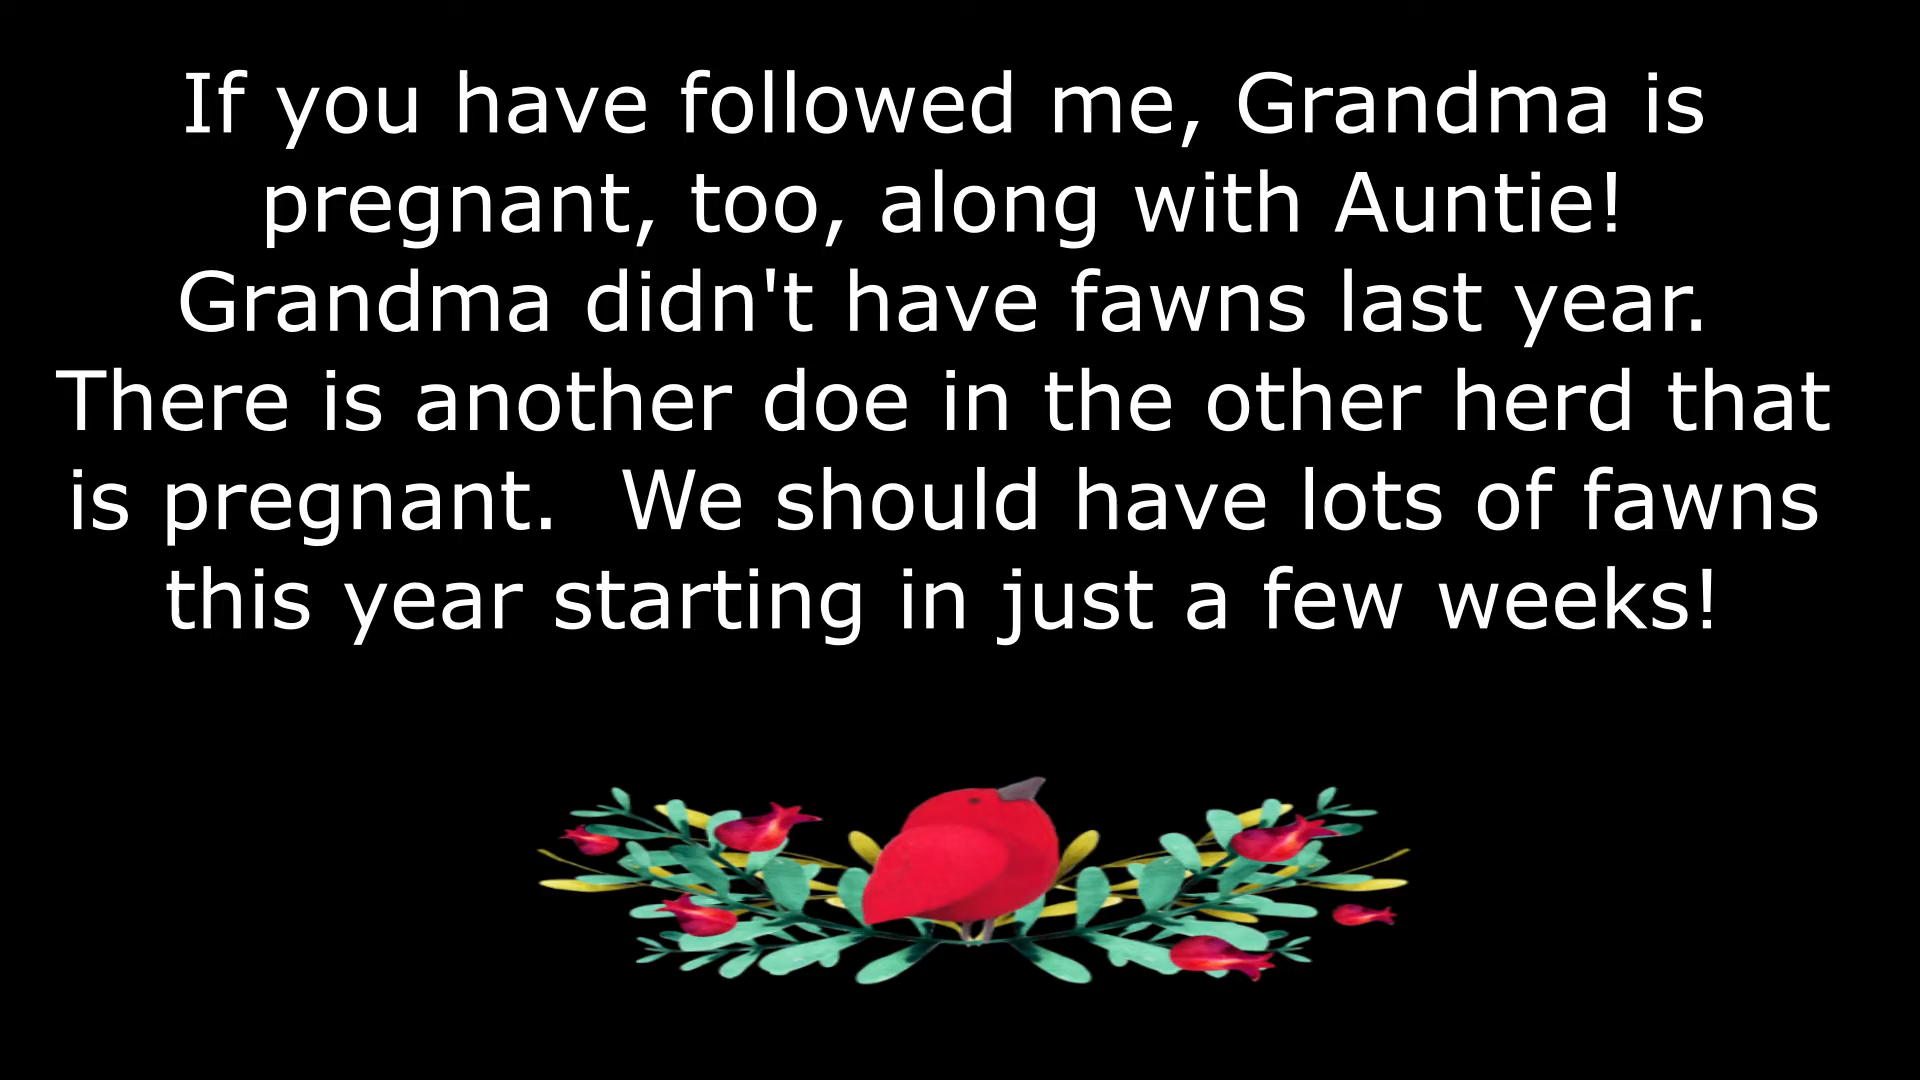 If you have followed me, Grandma is
pregnant, too, along with Auntie!
Grandma didn't have fawns last year.
There is another doe in the other herd that
is pregnant.  We should have lots of fawns
this year starting in just a few weeks!